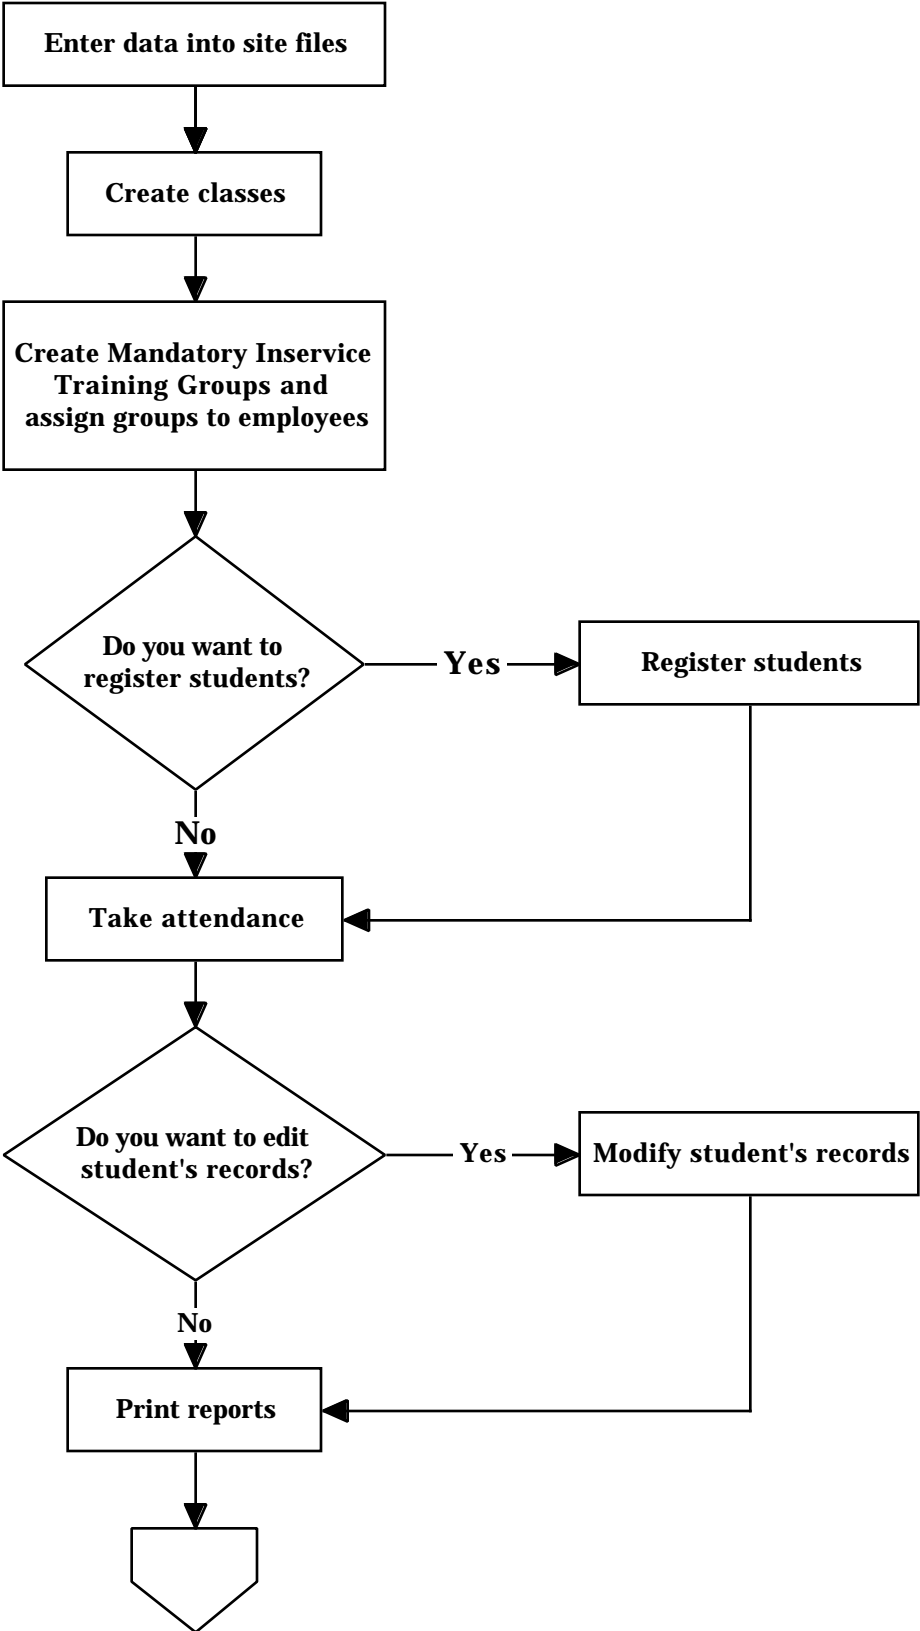 Enter data into site files
Create classes
Create Mandatory Inservice
Training Groups and
assign groups to employees
Do you want to
register students?
Yes
Register students
No
Take attendance
Do you want to edit
student's records?
Yes
Modify student's records
No
Print reports